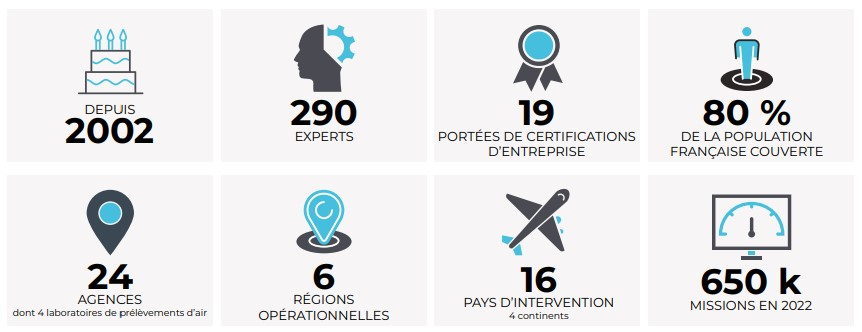 DEPUIS
2002
290
EXPERTS
19
PORTÉES DE CERTIFICATIONS
D'ENTREPRISE
80 %
DE LA POPULATION
FRANÇAISE COUVERTE
24
AGENCES
dont 4 laboratoires de prélèvements d'air
6
RÉGIONS
OPÉRATIONNELLES
16
PAYS D'INTERVENTION
4 continents
650 k
MISSIONS EN 2022